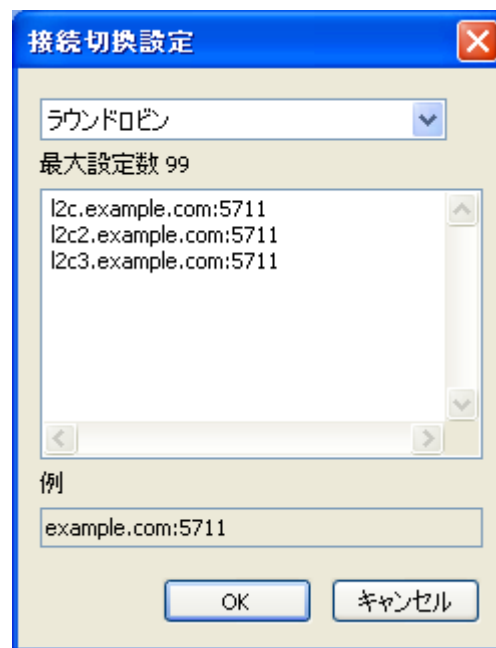 接続切換設定
ラウンドロビン
最大設定数 99
l2c.example.com:5711
l2c2.example.com:5711
l2c3.example.com:5711
例
example.com:5711
OK
キャンセル